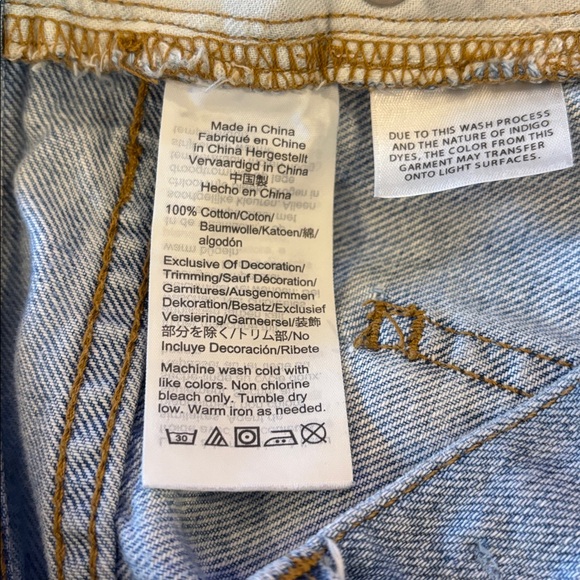 Made in China
Fabriqué en Chine
in China Hergestellt
Vervaardigd in China
中国製
Hecho en China
100% Cotton/Coton/
Baumwolle/Katoen/綿/
algodón
Exclusive Of Decoration/
Trimming/Sauf Décoration/
Garnitures/Ausgenommen
Dekoration/Besatz/Exclusief
Versiering/Garneersel/装飾
部分を除く/トリム部/No
Incluye Decoración/Ribete
Machine wash cold with
like colors. Non chlorine
bleach only. Tumble dry
low. Warm iron as needed.
30
DUE TO THIS WASH PROCESS
AND THE NATURE OF INDIGO
DYES, THE COLOR FROM THIS
GARMENT MAY TRANSFER
ONTO LIGHT SURFACES.